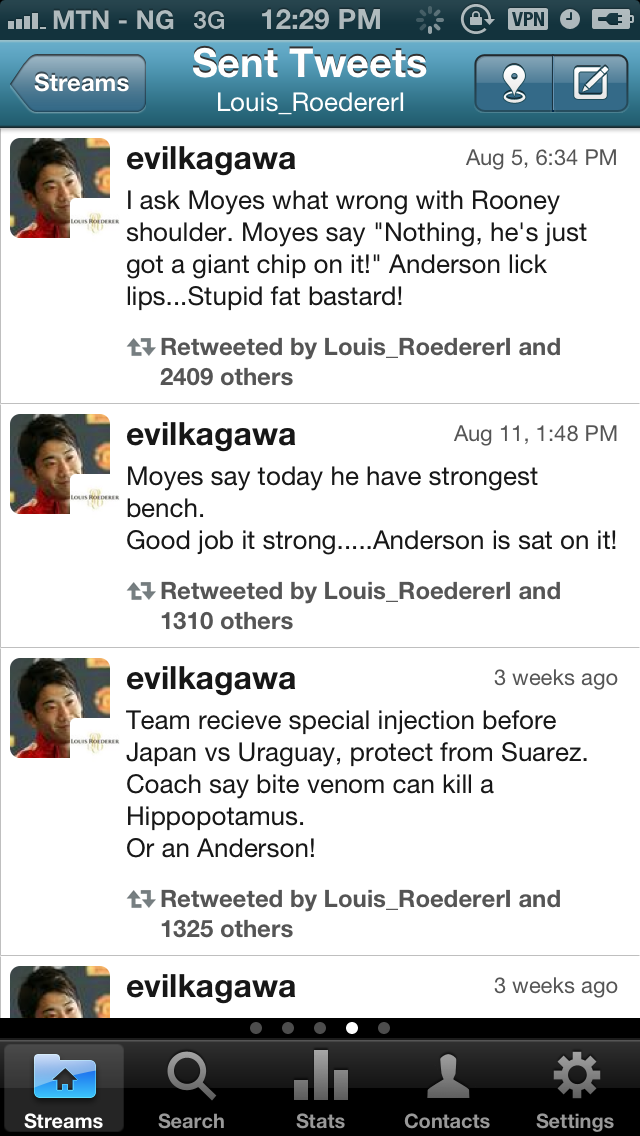 MTN - NG 3G 12:29 PM VPN
Streams
Sent Tweets
Louis_Roedererl
evilkagawa Aug 5, 6:34 PM
I ask Moyes what wrong with Rooney
shoulder. Moyes say "Nothing, he's just
got a giant chip on it!" Anderson lick
lips...Stupid fat bastard!
Retweeted by Louis_Roedererl and
2409 others
LOUIS ROEDERER
evilkagawa Aug 11, 1:48 PM
Moyes say today he have strongest
bench.
Good job it strong.....Anderson is sat on it!
Retweeted by Louis_Roedererl and
1310 others
LOUIS ROEDERER
evilkagawa 3 weeks ago
Team recieve special injection before
Japan vs Uraguay, protect from Suarez.
Coach say bite venom can kill a
Hippopotamus.
Or an Anderson!
Retweeted by Louis_Roedererl and
1325 others
LOUIS ROEDERER
evilkagawa 3 weeks ago
Streams Search Stats Contacts Settings